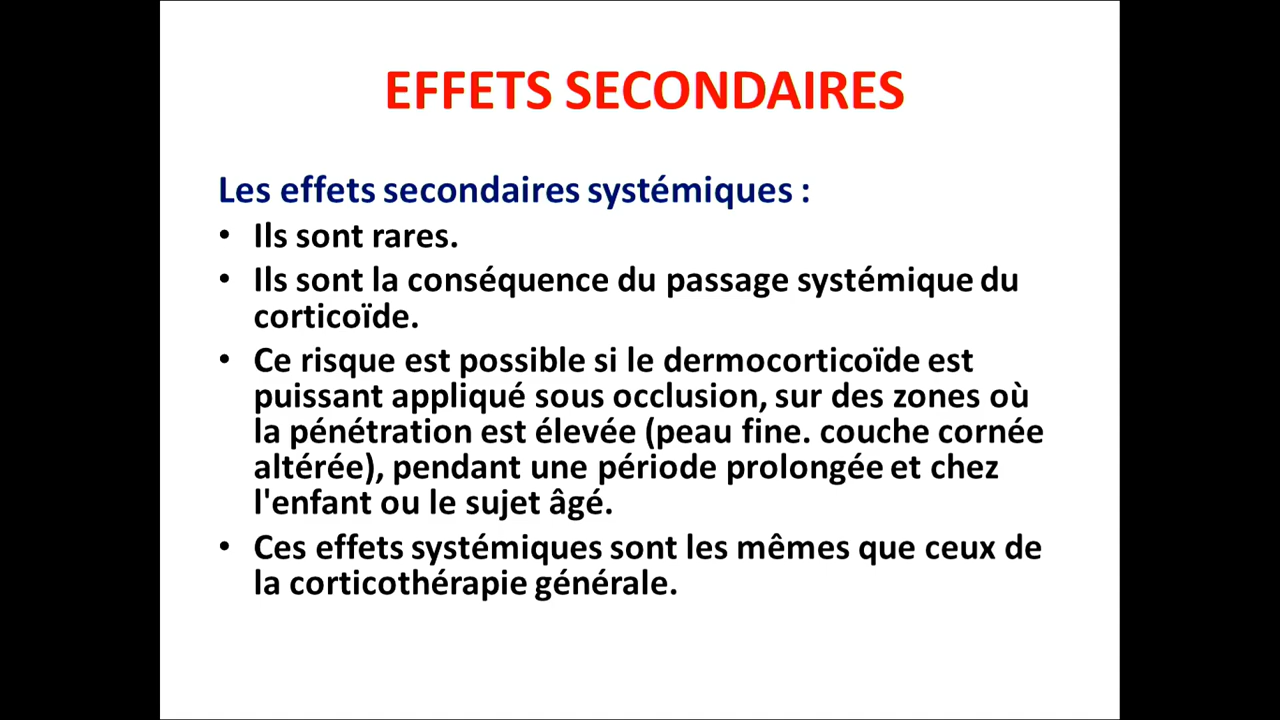 EFFETS SECONDAIRES
Les effets secondaires systémiques :
• Ils sont rares.
• Ils sont la conséquence du passage systémique du
corticoïde.
• Ce risque est possible si le dermocorticoïde est
puissant appliqué sous occlusion, sur des zones où
la pénétration est élevée (peau fine. couche cornée
altérée), pendant une période prolongée et chez
l'enfant ou le sujet âgé.
• Ces effets systémiques sont les mêmes que ceux de
la corticothérapie générale.